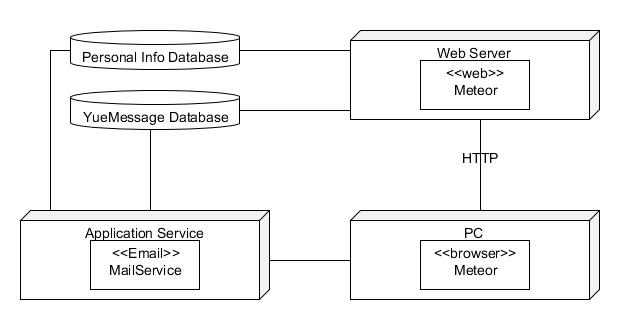 Personal Info Database
Web Server
<<web>>
Meteor
YueMessage Database
HTTP
Application Service
<<Email>>
MailService
PC
<<browser>>
Meteor